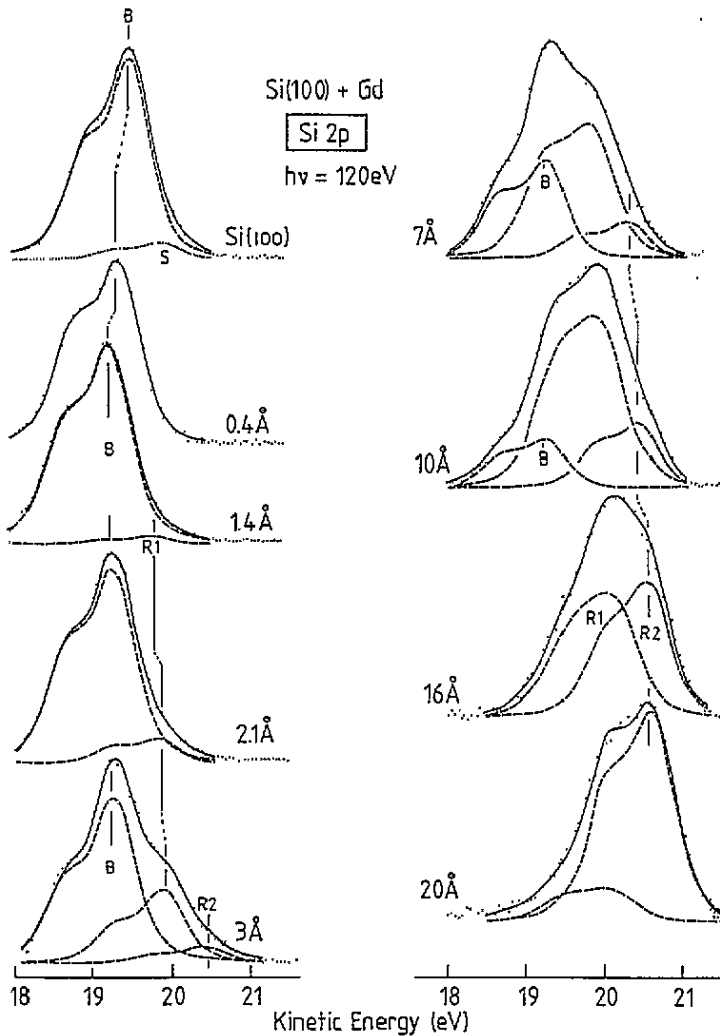 B
Si(100) + Gd
Si 2p
hν = 120eV
Si(100)
S
0.4Å
B
1.4Å
R1
2.1Å
B
R2
3Å
18 19 20 21
B
7Å
B
10Å
R1
R2
16Å
20Å
18 19 20 21
Kinetic Energy (eV)